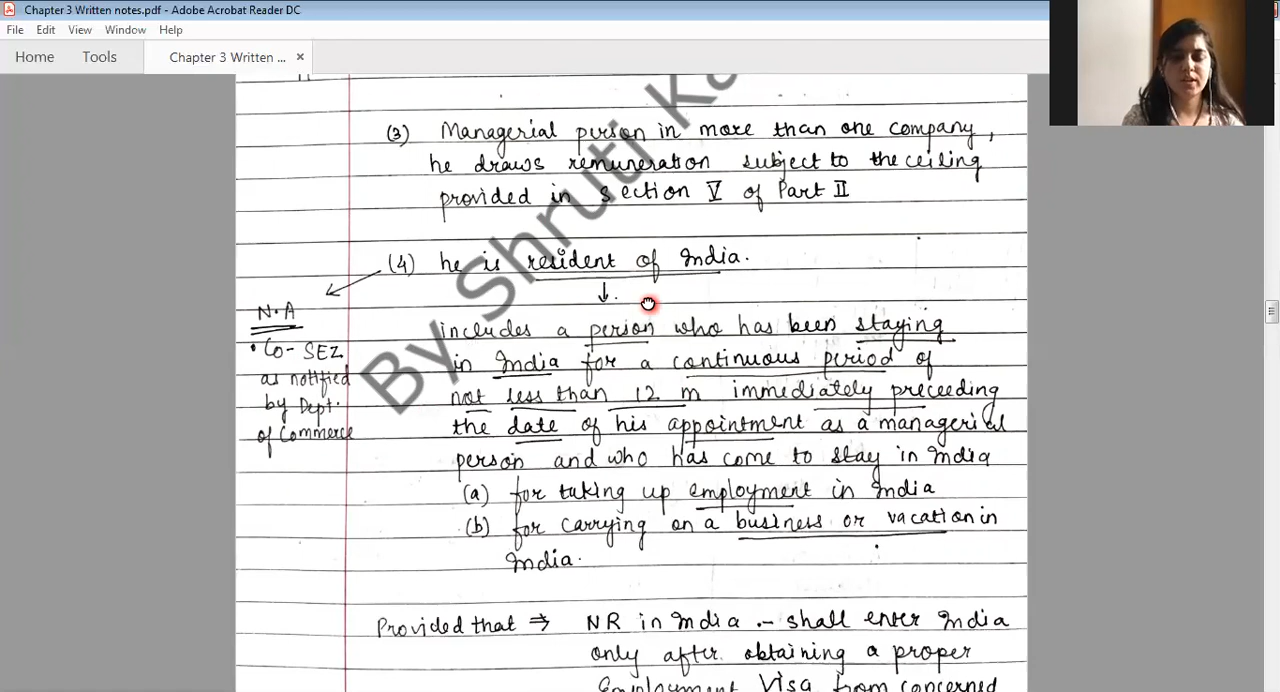 Chapter 3 Written notes.pdf - Adobe Acrobat Reader DC
File Edit View Window Help
Home Tools Chapter 3 Written ... ×
By Shruti Ka
(3) Managerial person in more than one company,
he draws remuneration subject to the ceiling
provided in section V of Part II
(4) he is resident of India.
N.A
• Co- SEZ
as notified
by Dept.
of Commerce
includes a person who has been staying
in India for a continuous period of
not less than 12 m immediately preceeding
the date of his appointment as a managerial
person and who has come to stay in India
(a) for taking up employment in India
(b) for carrying on a business or vacation in
India.
Provided that ⇒ NR in India - shall enter India
only after obtaining a proper
Employment Visa from concerned